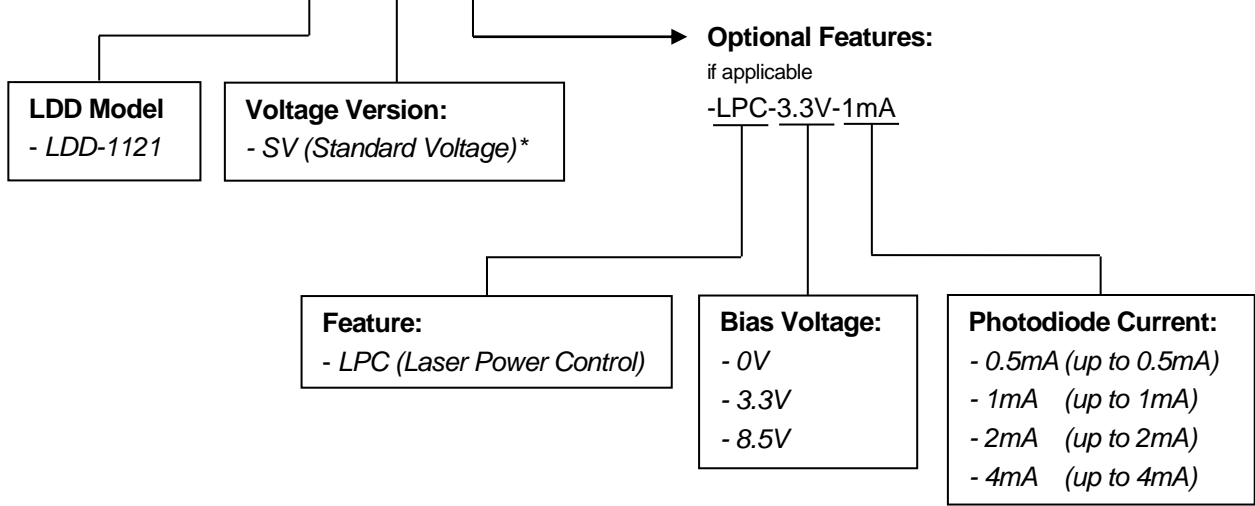 Optional Features:
if applicable
-LPC-3.3V-1mA
LDD Model
- LDD-1121
Voltage Version:
- SV (Standard Voltage)*
Feature:
- LPC (Laser Power Control)
Bias Voltage:
- 0V
- 3.3V
- 8.5V
Photodiode Current:
- 0.5mA (up to 0.5mA)
- 1mA (up to 1mA)
- 2mA (up to 2mA)
- 4mA (up to 4mA)